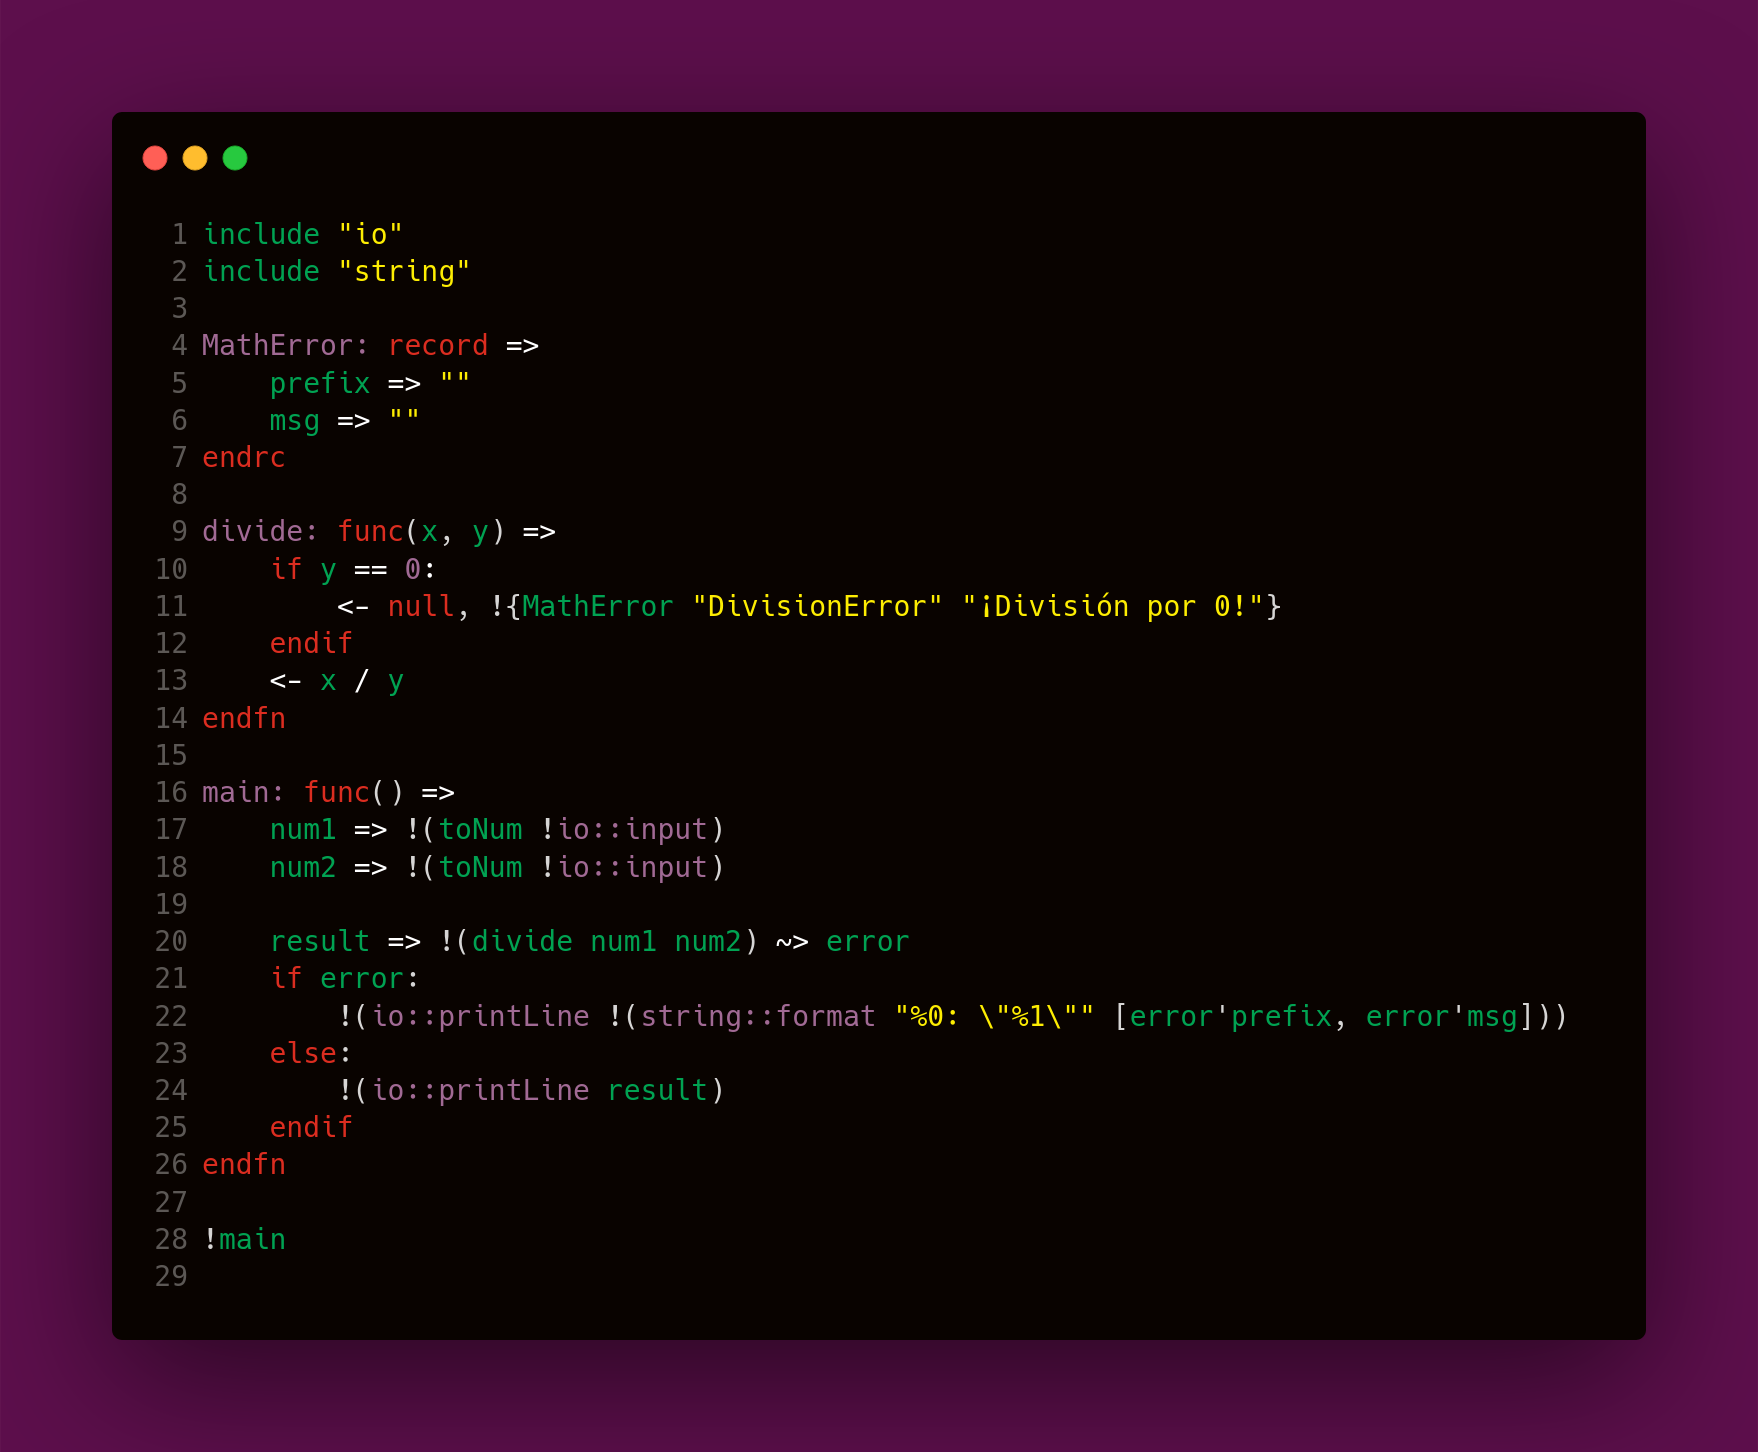 1 include "io"
2 include "string"
3
4 MathError: record =>
5     prefix => ""
6     msg => ""
7 endrc
8
9 divide: func(x, y) =>
10     if y == 0:
11         <- null, !{MathError "DivisionError" "¡División por 0!"}
12     endif
13     <- x / y
14 endfn
15
16 main: func() =>
17     num1 => !(toNum !io::input)
18     num2 => !(toNum !io::input)
19
20     result => !(divide num1 num2) ~> error
21     if error:
22         !(io::printLine !(string::format "%0: \"%1\"" [error'prefix, error'msg]))
23     else:
24         !(io::printLine result)
25     endif
26 endfn
27
28 !main
29